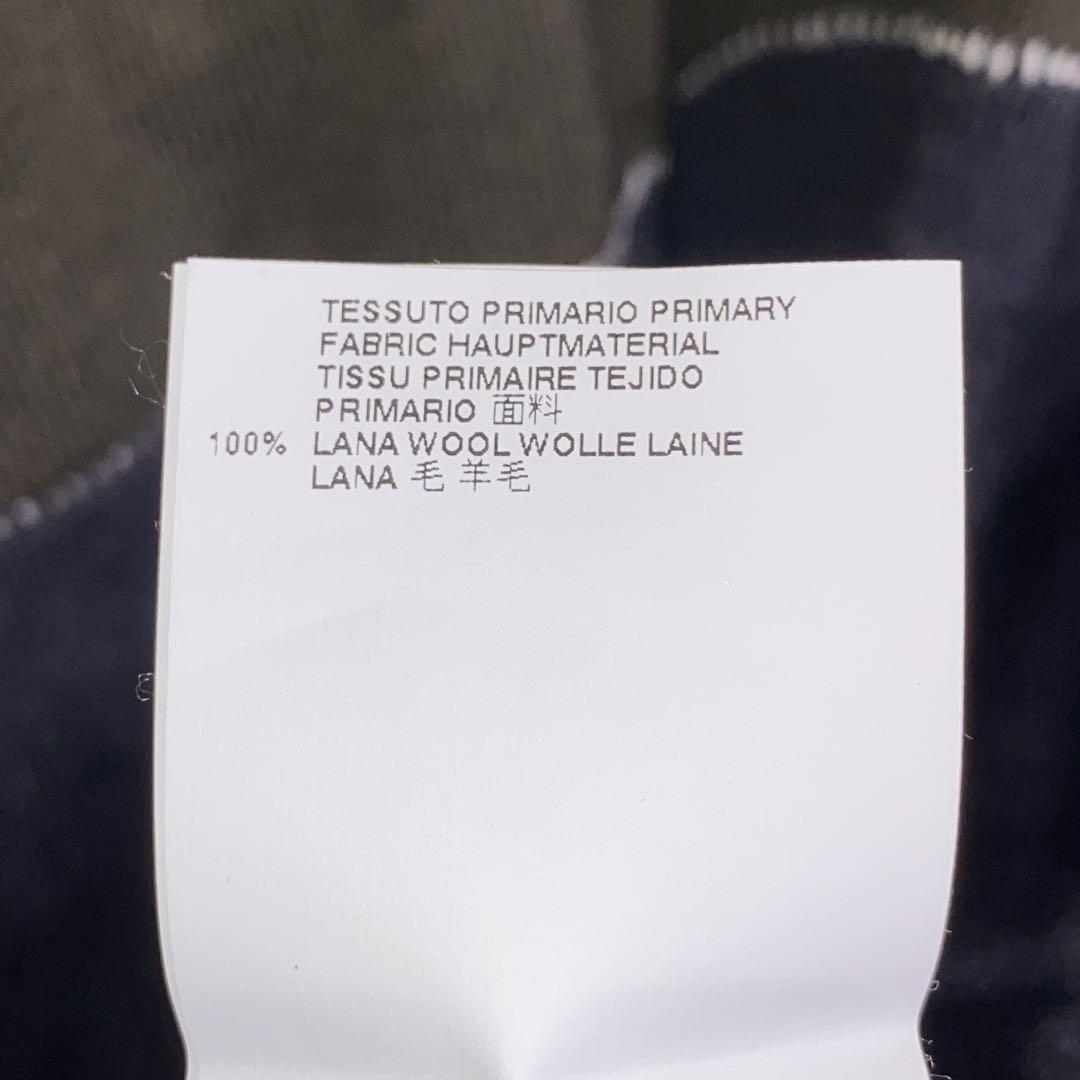 TESSUTO PRIMARIO PRIMARY
FABRIC HAUPTMATERIAL
TISSU PRIMAIRE TEJIDO
PRIMARIO 面料
100% LANA WOOL WOLLE LAINE
LANA 毛 羊毛